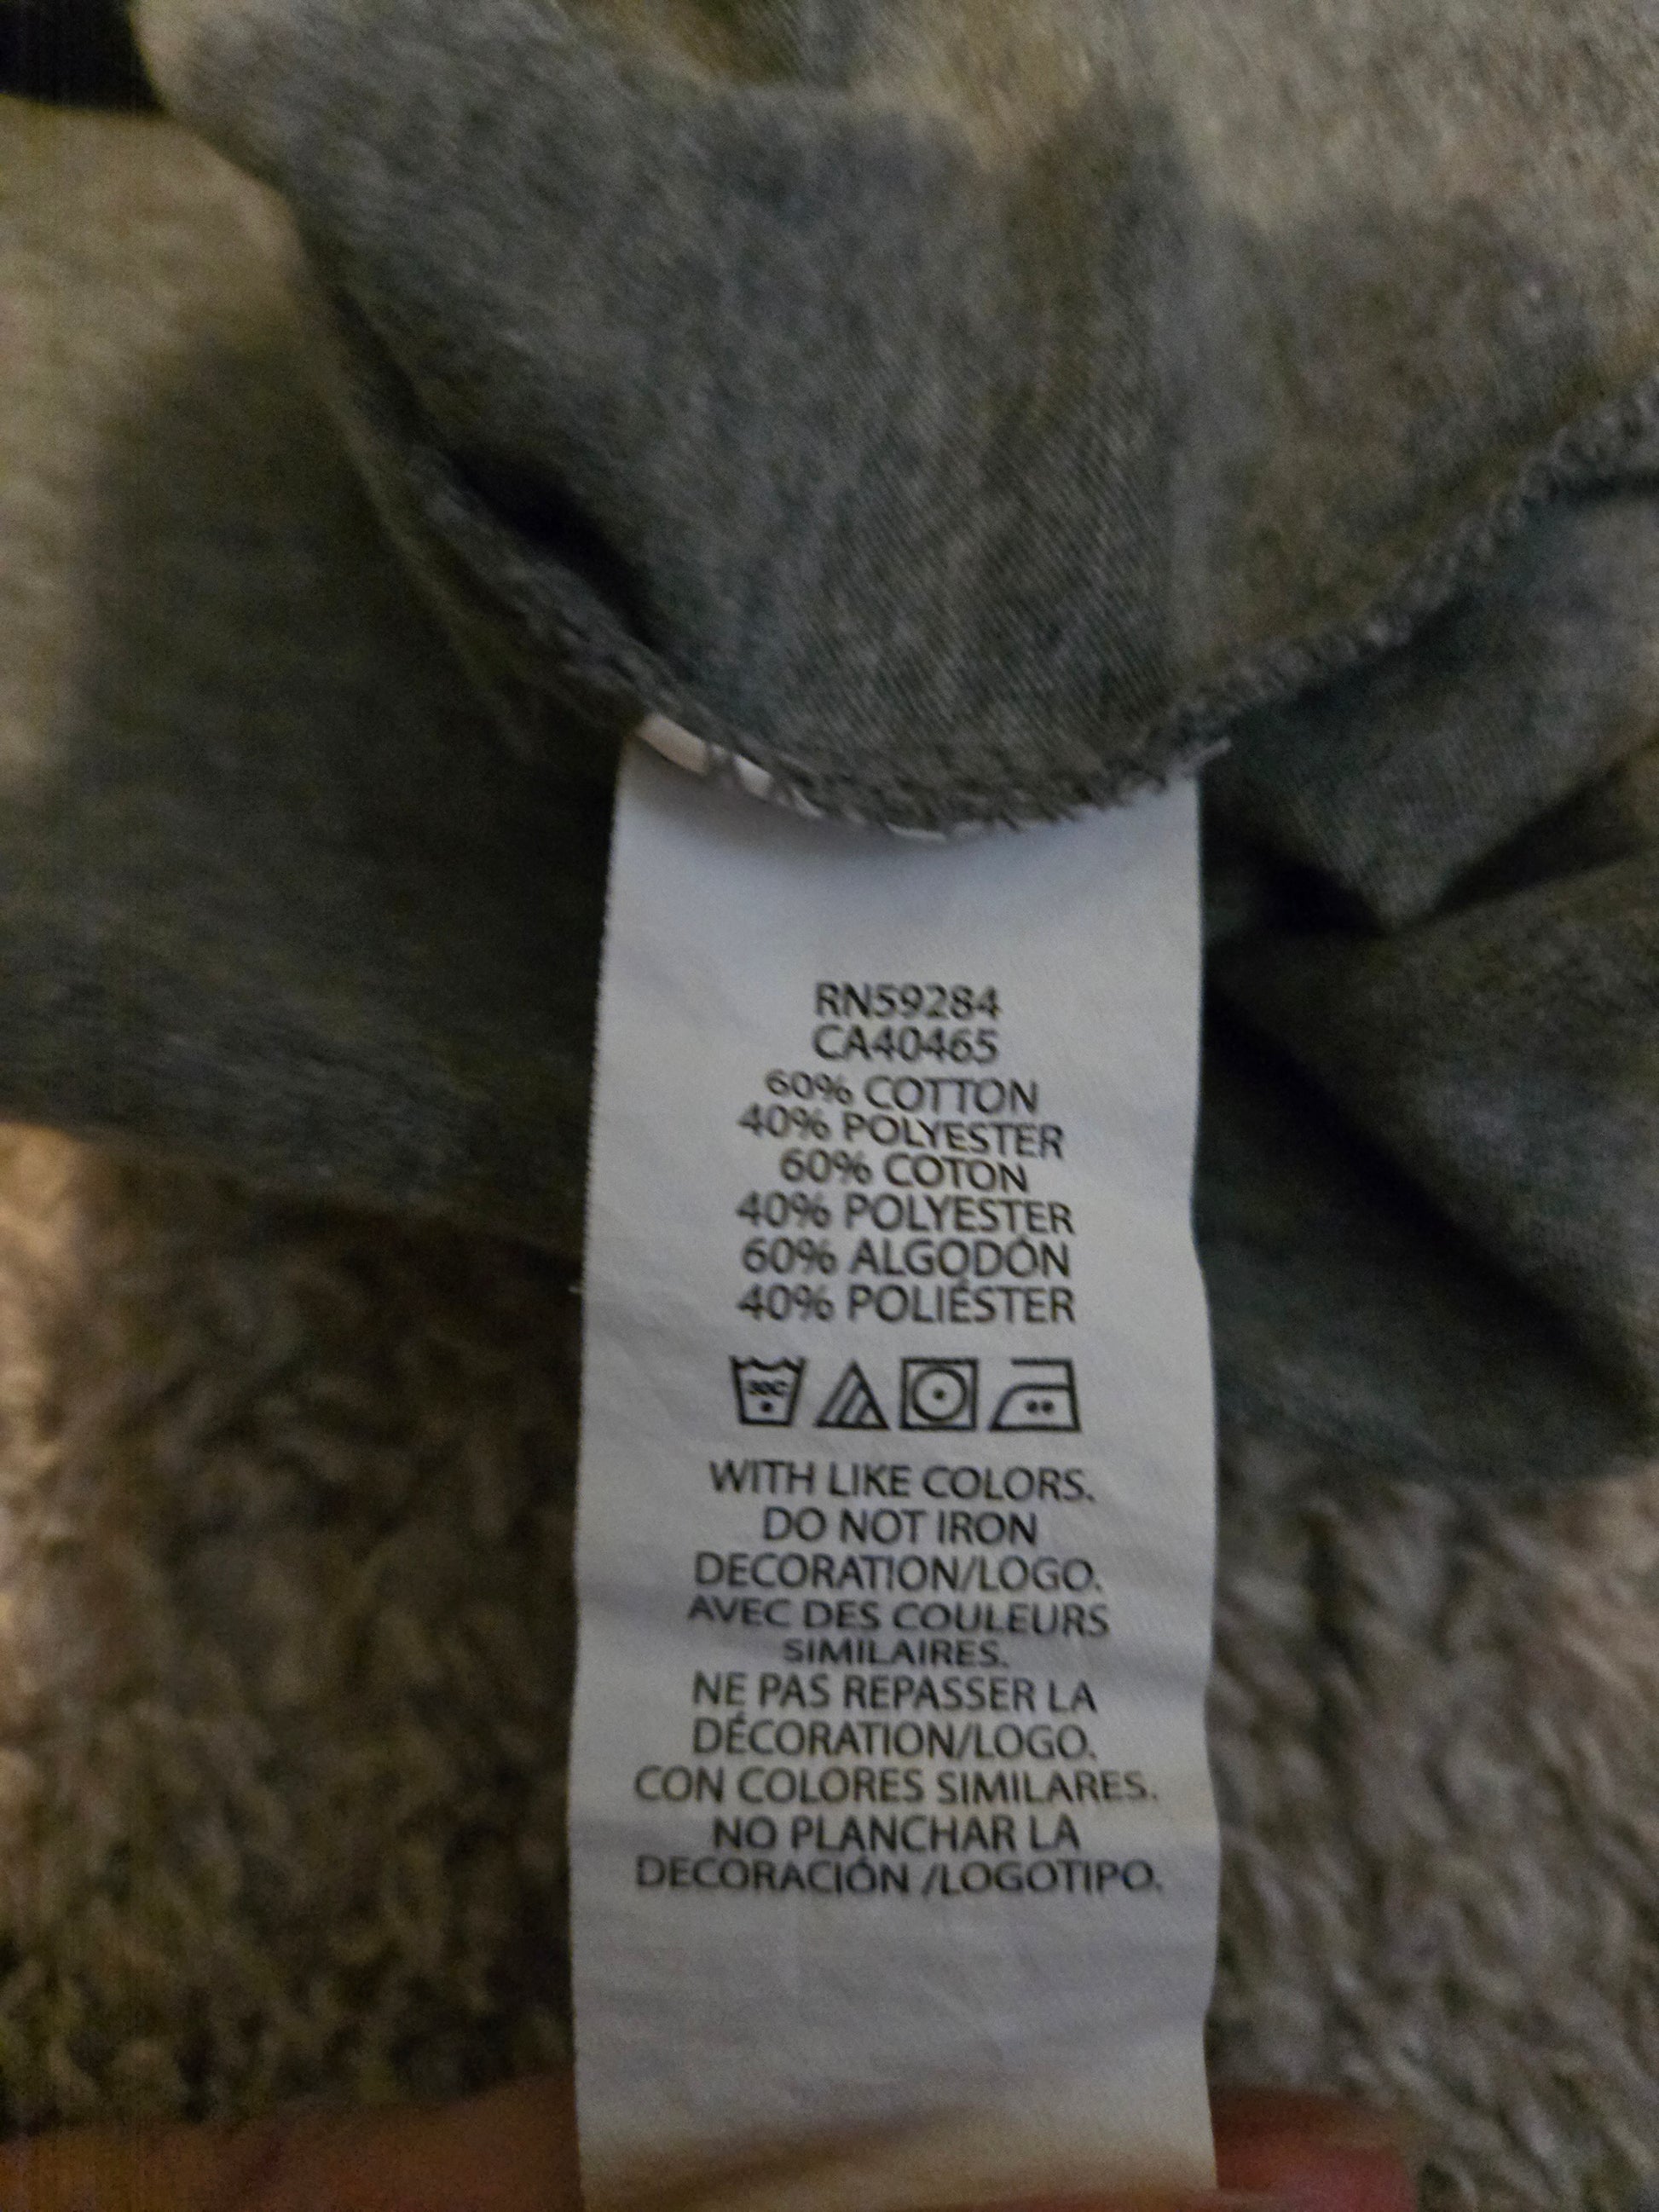 RN59284
CA40465
60% COTTON
40% POLYESTER
60% COTON
40% POLYESTER
60% ALGODÓN
40% POLIÉSTER
30C
WITH LIKE COLORS.
DO NOT IRON
DECORATION/LOGO.
AVEC DES COULEURS
SIMILAIRES.
NE PAS REPASSER LA
DÉCORATION/LOGO.
CON COLORES SIMILARES.
NO PLANCHAR LA
DECORACIÓN /LOGOTIPO.